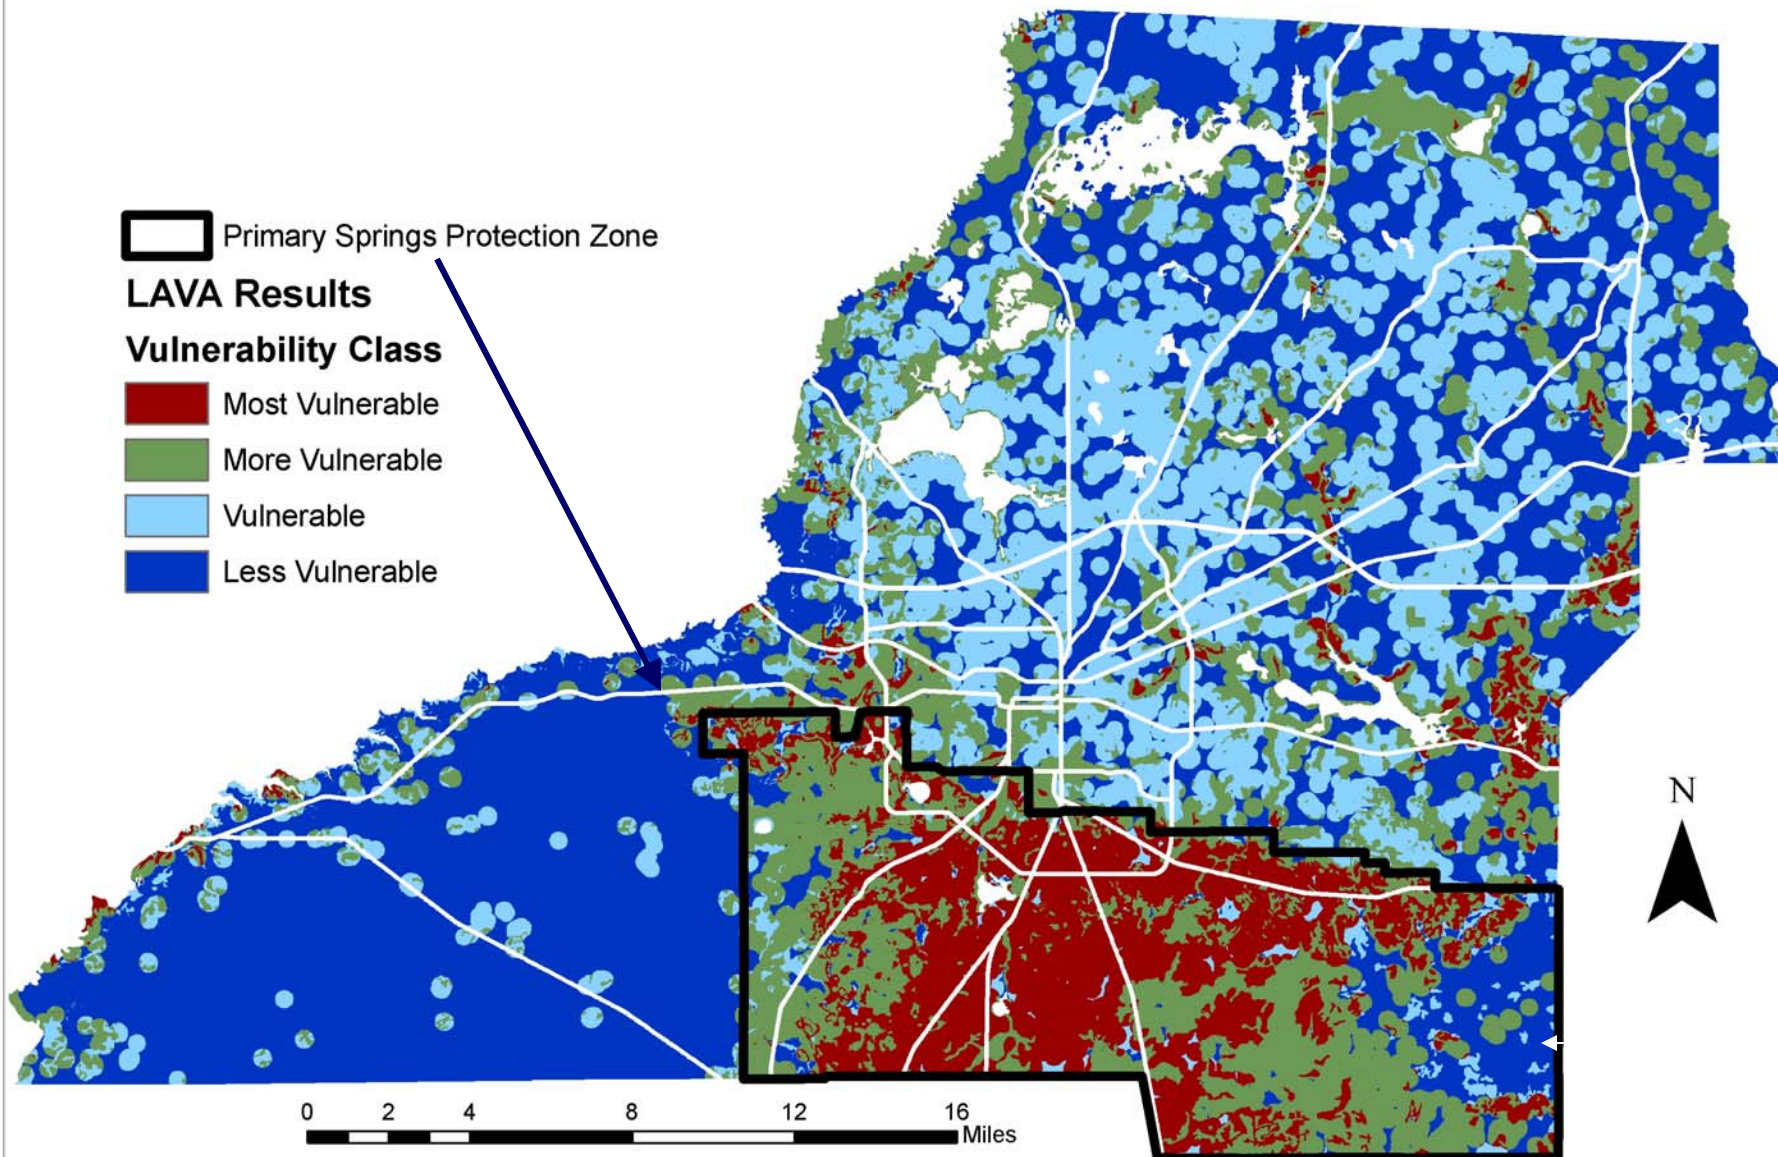 Primary Springs Protection Zone
LAVA Results
Vulnerability Class
Most Vulnerable
More Vulnerable
Vulnerable
Less Vulnerable
N
0 2 4 8 12 16
Miles